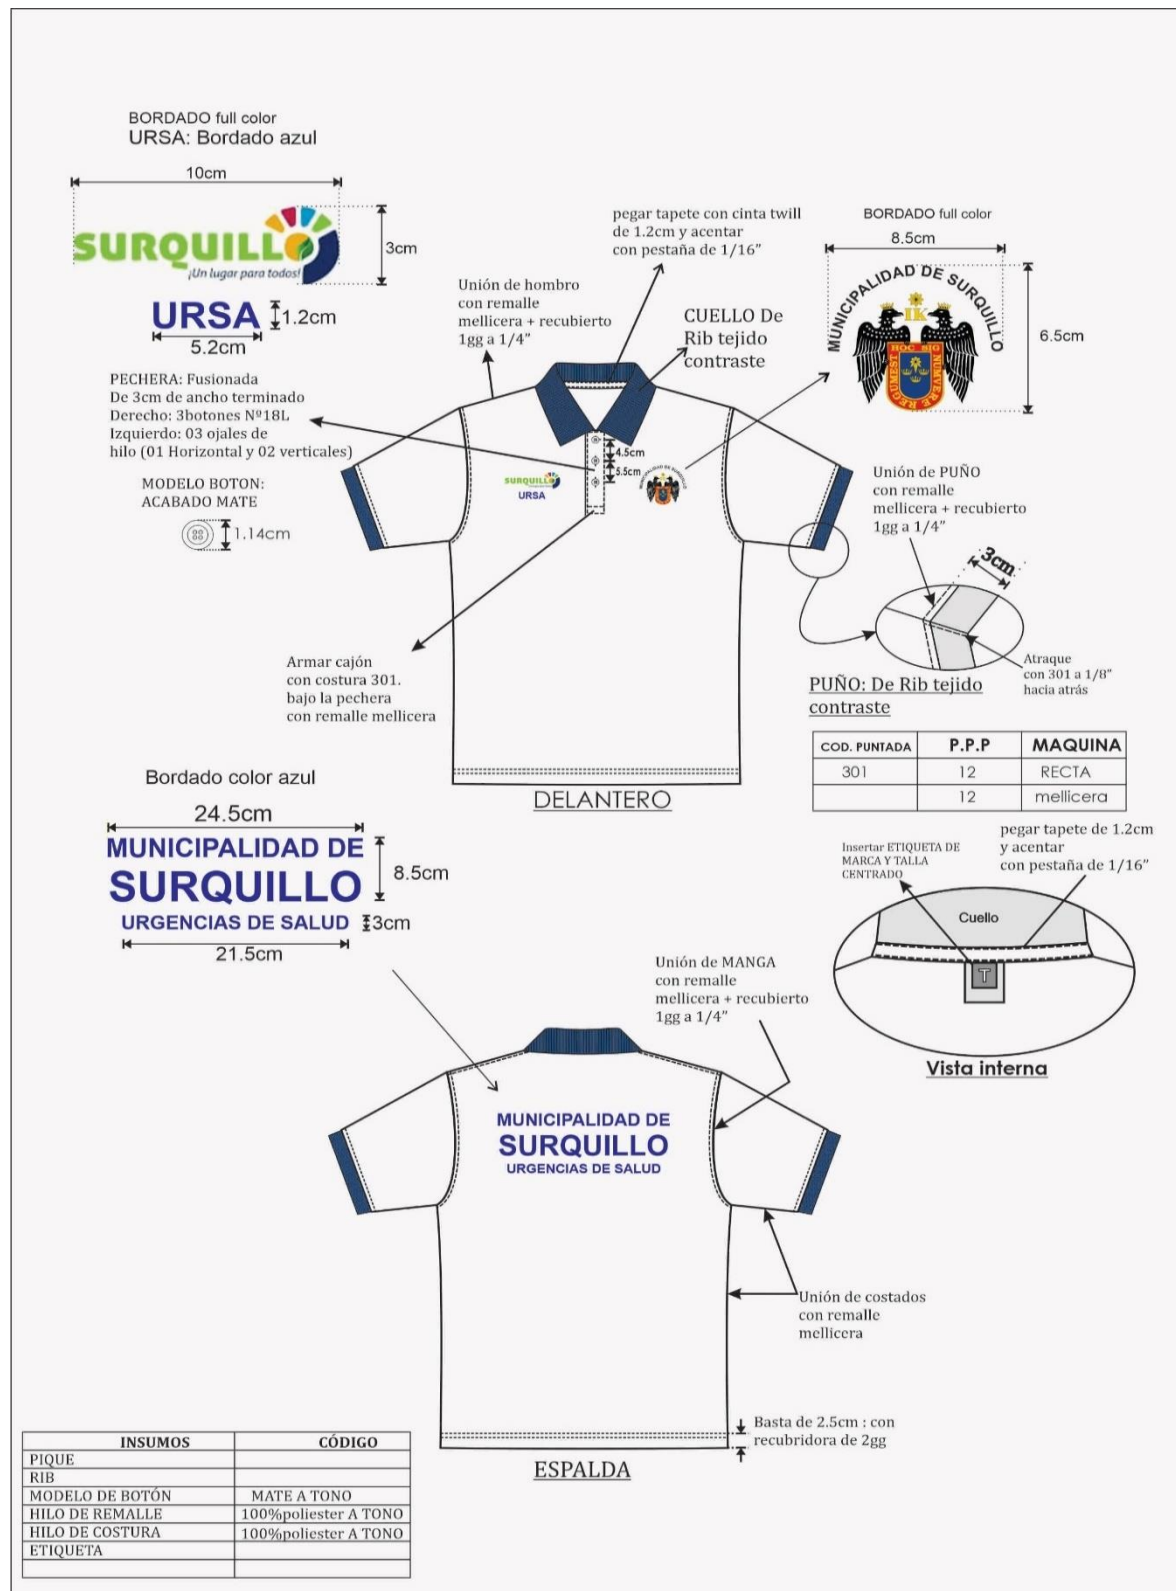 BORDADO full color
URSA: Bordado azul
10cm
SURQUILLO
¡Un lugar para todos!
3cm
URSA
1.2cm
5.2cm
PECHERA: Fusionada
De 3cm de ancho terminado
Derecho: 3botones Nº18L
Izquierdo: 03 ojales de
hilo (01 Horizontal y 02 verticales)
MODELO BOTON:
ACABADO MATE
1.14cm
Unión de hombro
con remalle
mellicera + recubierto
1gg a 1/4"
pegar tapete con cinta twill
de 1.2cm y acentar
con pestaña de 1/16"
CUELLO De
Rib tejido
contraste
BORDADO full color
8.5cm
MUNICIPALIDAD DE SURQUILLO
IK
HOC SIG NUMVERE REGUMEST
6.5cm
4.5cm
5.5cm
SURQUILLO
URSA
MUNICIPALIDAD DE SURQUILLO
Unión de PUÑO
con remalle
mellicera + recubierto
1gg a 1/4"
3cm
Atraque
con 301 a 1/8"
hacia atrás
PUÑO: De Rib tejido
contraste
Armar cajón
con costura 301.
bajo la pechera
con remalle mellicera
COD. PUNTADA P.P.P MAQUINA
301 12 RECTA
12 mellicera
DELANTERO
Bordado color azul
24.5cm
MUNICIPALIDAD DE
SURQUILLO
8.5cm
URGENCIAS DE SALUD
3cm
21.5cm
Insertar ETIQUETA DE
MARCA Y TALLA
CENTRADO
pegar tapete de 1.2cm
y acentar
con pestaña de 1/16"
Cuello
T
Vista interna
Unión de MANGA
con remalle
mellicera + recubierto
1gg a 1/4"
MUNICIPALIDAD DE
SURQUILLO
URGENCIAS DE SALUD
Unión de costados
con remalle
mellicera
Basta de 2.5cm : con
recubridora de 2gg
ESPALDA
INSUMOS CÓDIGO
PIQUE
RIB
MODELO DE BOTÓN MATE A TONO
HILO DE REMALLE 100%poliester A TONO
HILO DE COSTURA 100%poliester A TONO
ETIQUETA